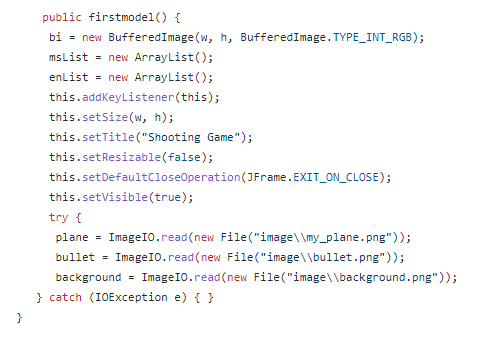 public firstmodel() {
bi = new BufferedImage(w, h, BufferedImage.TYPE_INT_RGB);
msList = new ArrayList();
enList = new ArrayList();
this.addKeyListener(this);
this.setSize(w, h);
this.setTitle("Shooting Game");
this.setResizable(false);
this.setDefaultCloseOperation(JFrame.EXIT_ON_CLOSE);
this.setVisible(true);
try {
plane = ImageIO.read(new File("image\\my_plane.png"));
bullet = ImageIO.read(new File("image\\bullet.png"));
background = ImageIO.read(new File("image\\background.png"));
} catch (IOException e) { }
}